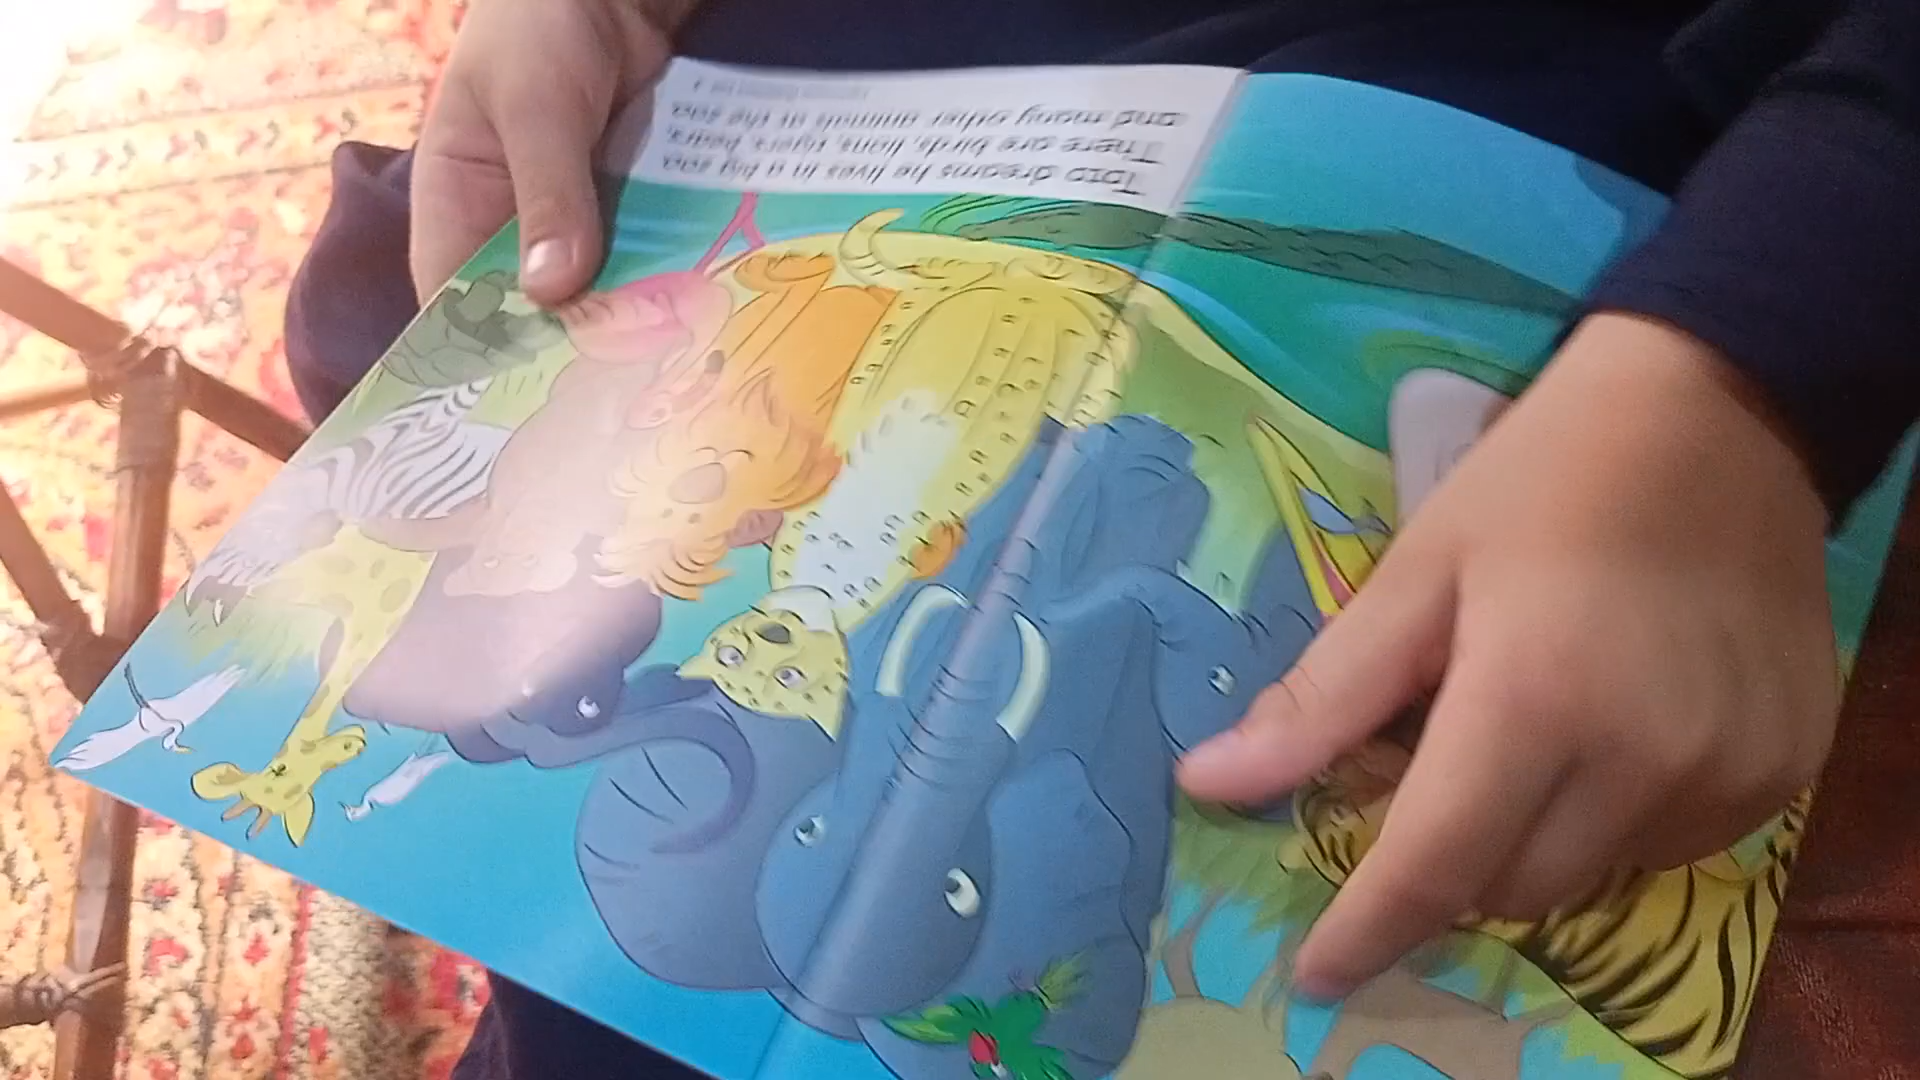 Toto dreams he lives in a big zoo.
There are birds, lions, tigers, bears,
and many other animals at the zoo.